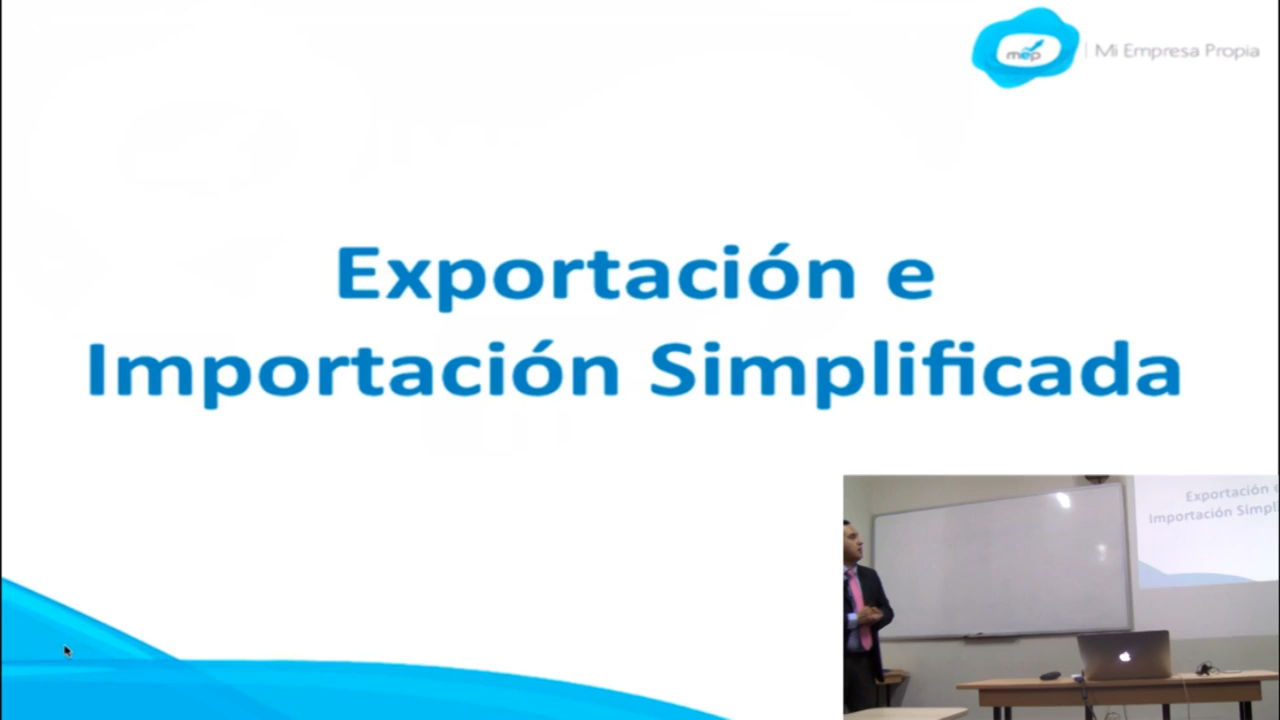 mep
Mi Empresa Propia
Exportación e
Importación Simplificada
Exportación e
Importación Simpl